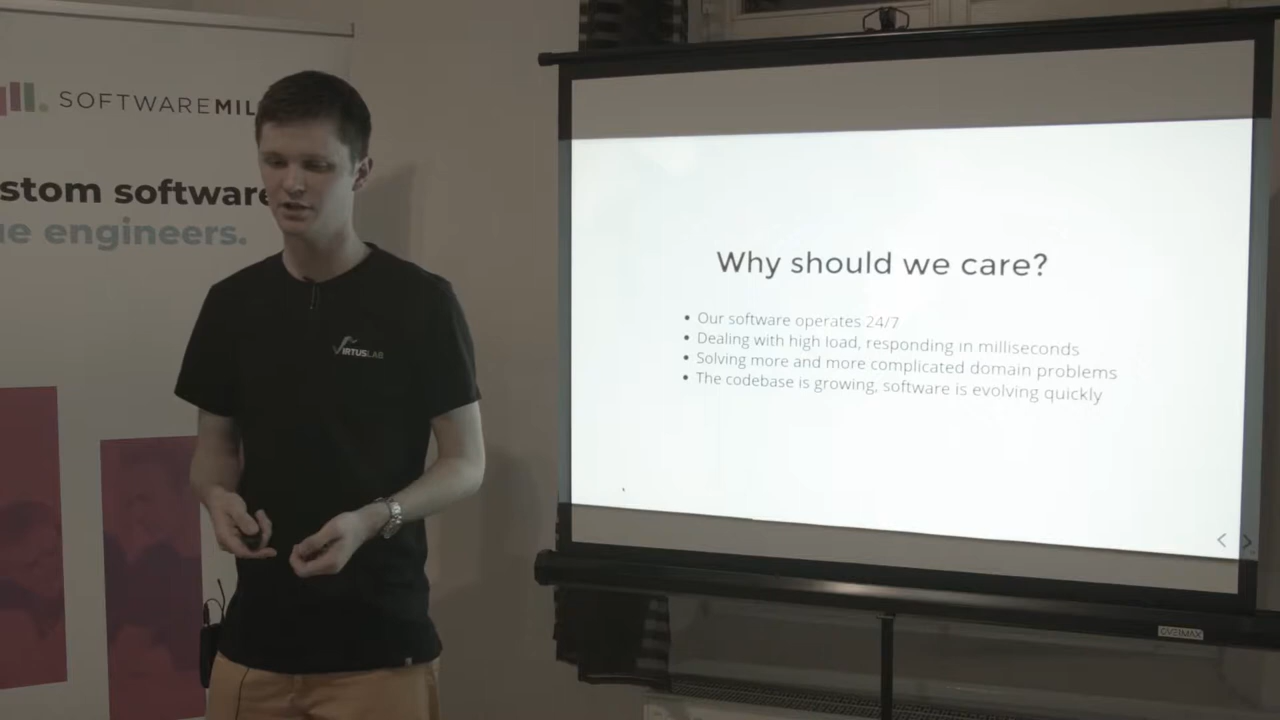 SOFTWAREMIL
stom software
ue engineers.
VIRTUSLAB
Why should we care?
• Our software operates 24/7
• Dealing with high load, responding in milliseconds
• Solving more and more complicated domain problems
• The codebase is growing, software is evolving quickly